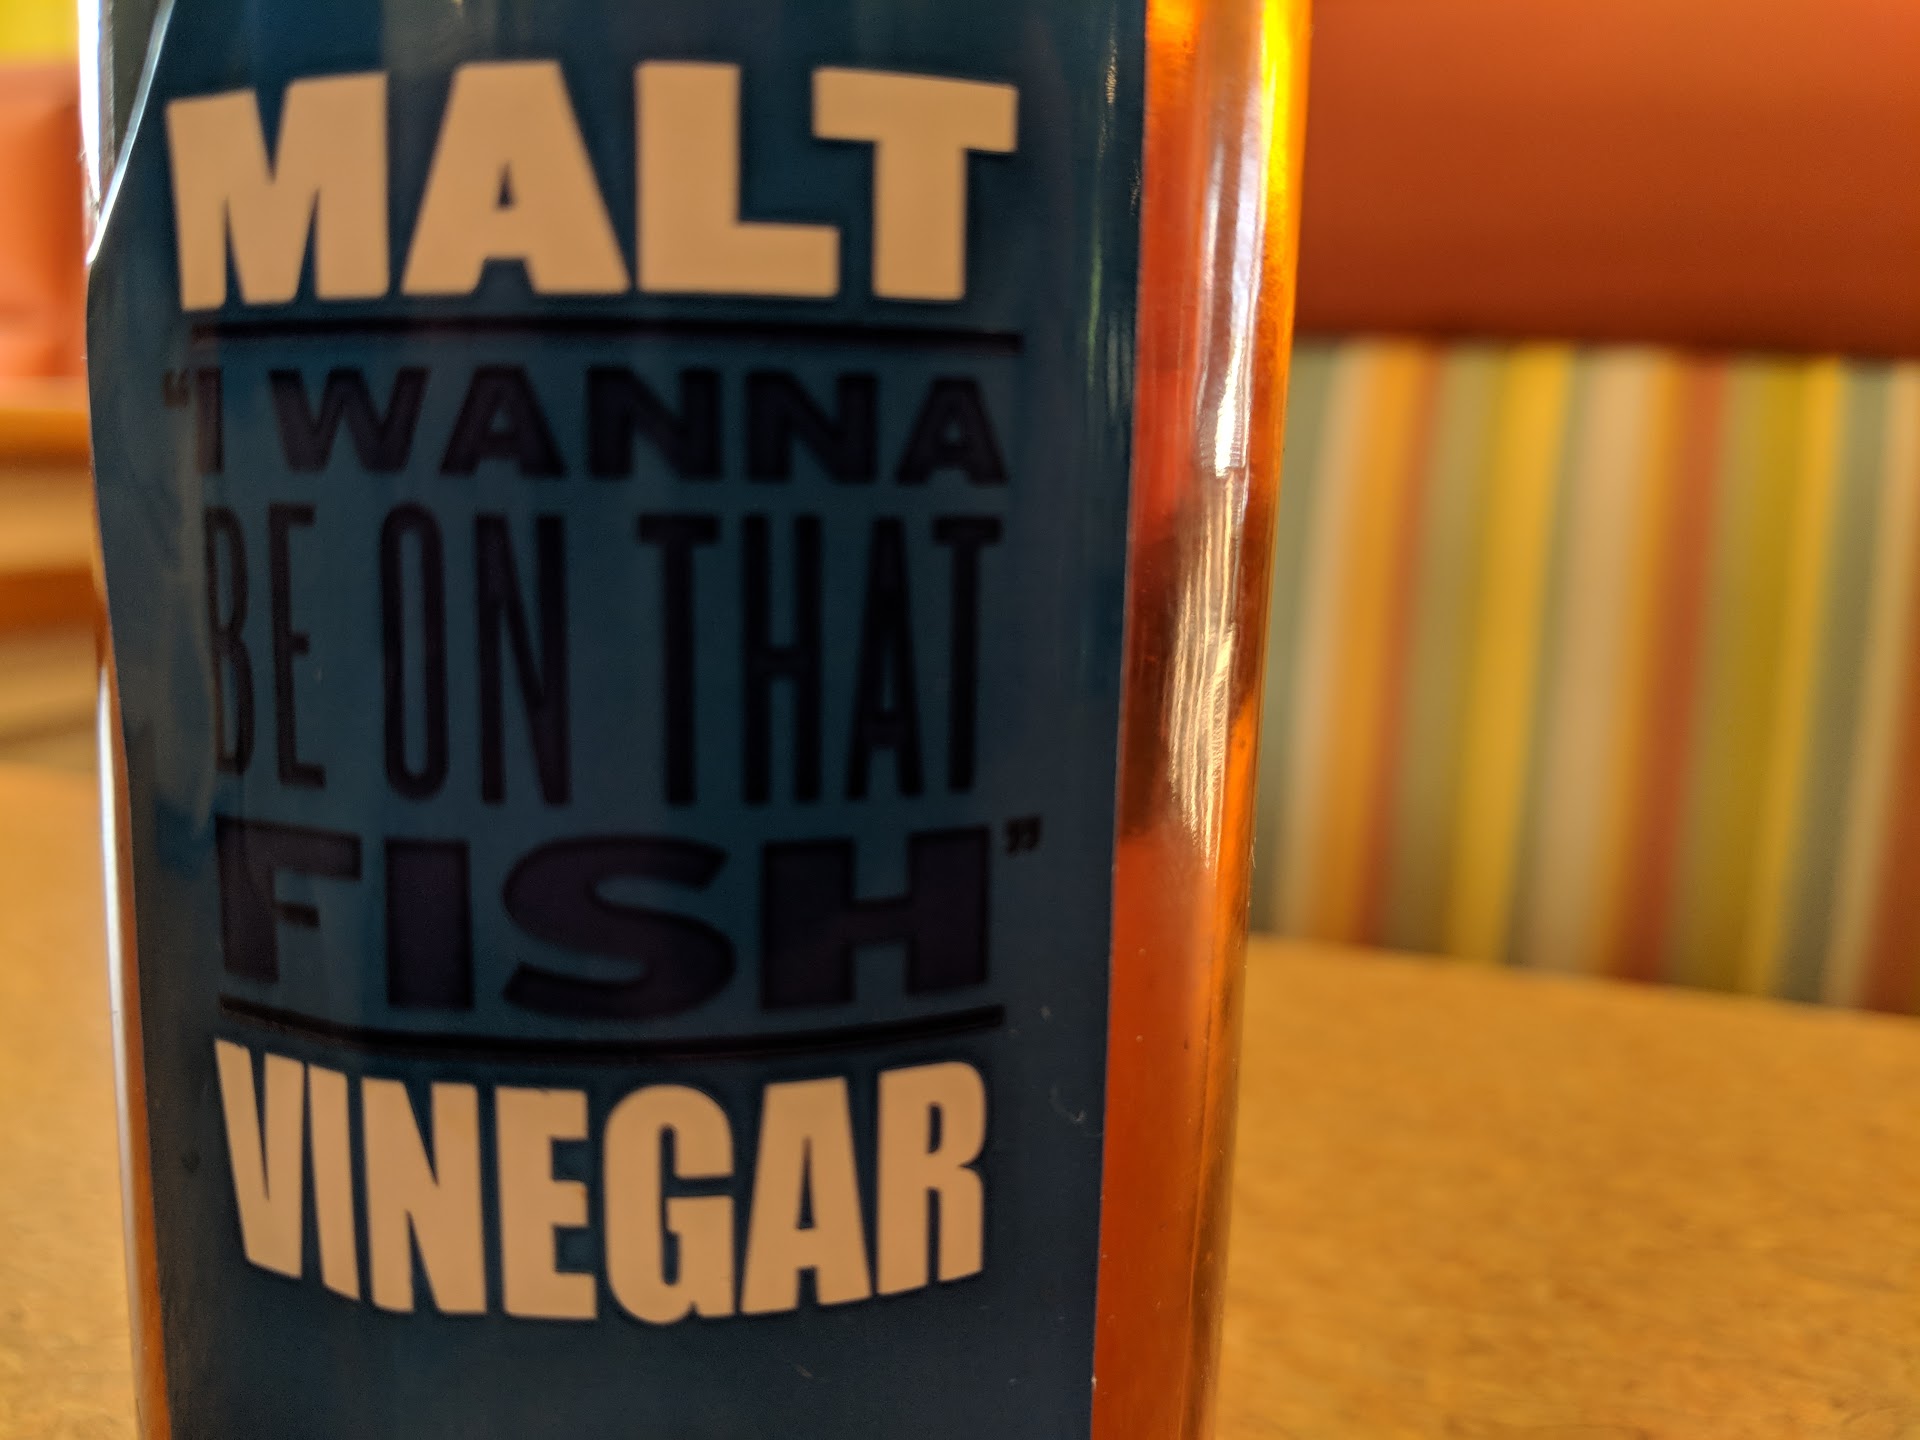 MALT
“I WANNA
BE ON THAT
FISH”
VINEGAR